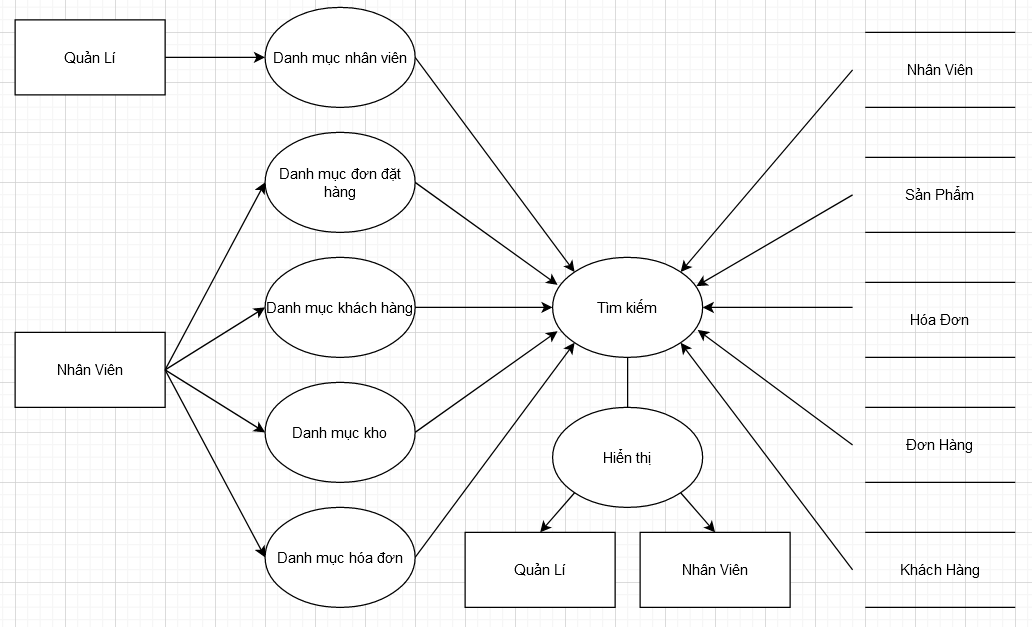 Quản Lí
Danh mục nhân viên
Nhân Viên
Danh mục đơn đặt
hàng
Sản Phẩm
Danh mục khách hàng
Tìm kiếm
Hóa Đơn
Nhân Viên
Danh mục kho
Đơn Hàng
Hiển thị
Danh mục hóa đơn
Quản Lí
Nhân Viên
Khách Hàng